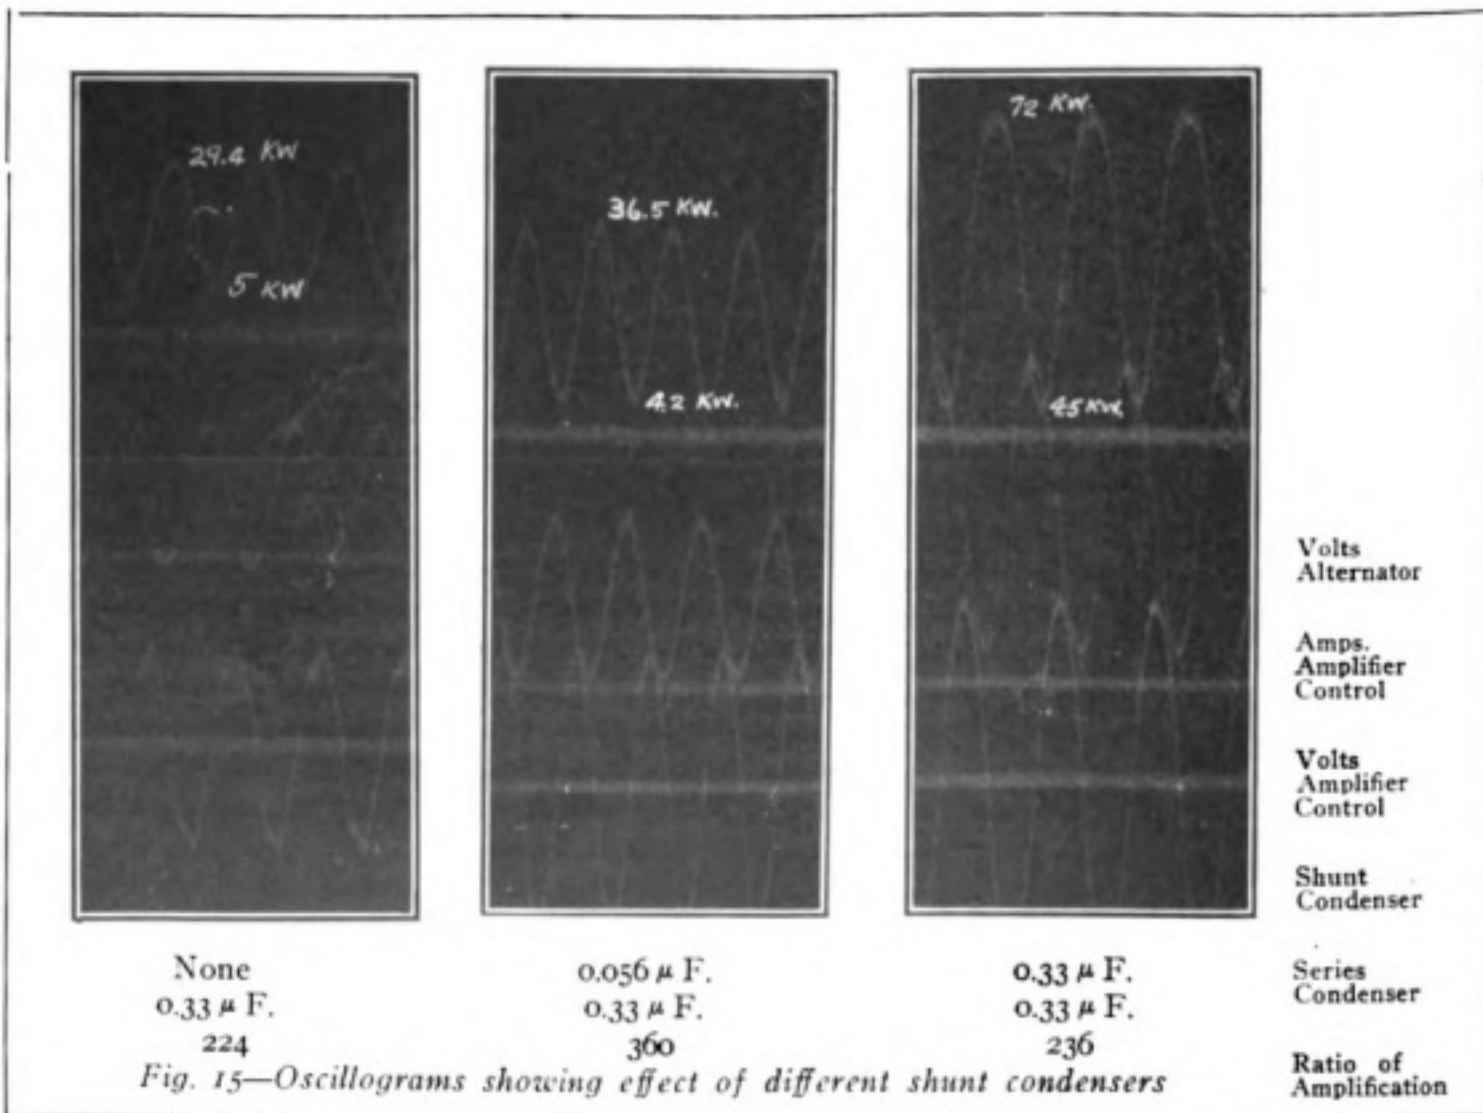 29.4 KW
5 KW
36.5 KW.
4.2 KW.
72 KW.
45 KW.
Volts
Alternator
Amps.
Amplifier
Control
Volts
Amplifier
Control
Shunt
Condenser
Series
Condenser
Ratio of
Amplification
None
0.33 μ F.
224
0.056 μ F.
0.33 μ F.
360
0.33 μ F.
0.33 μ F.
236
Fig. 15—Oscillograms showing effect of different shunt condensers